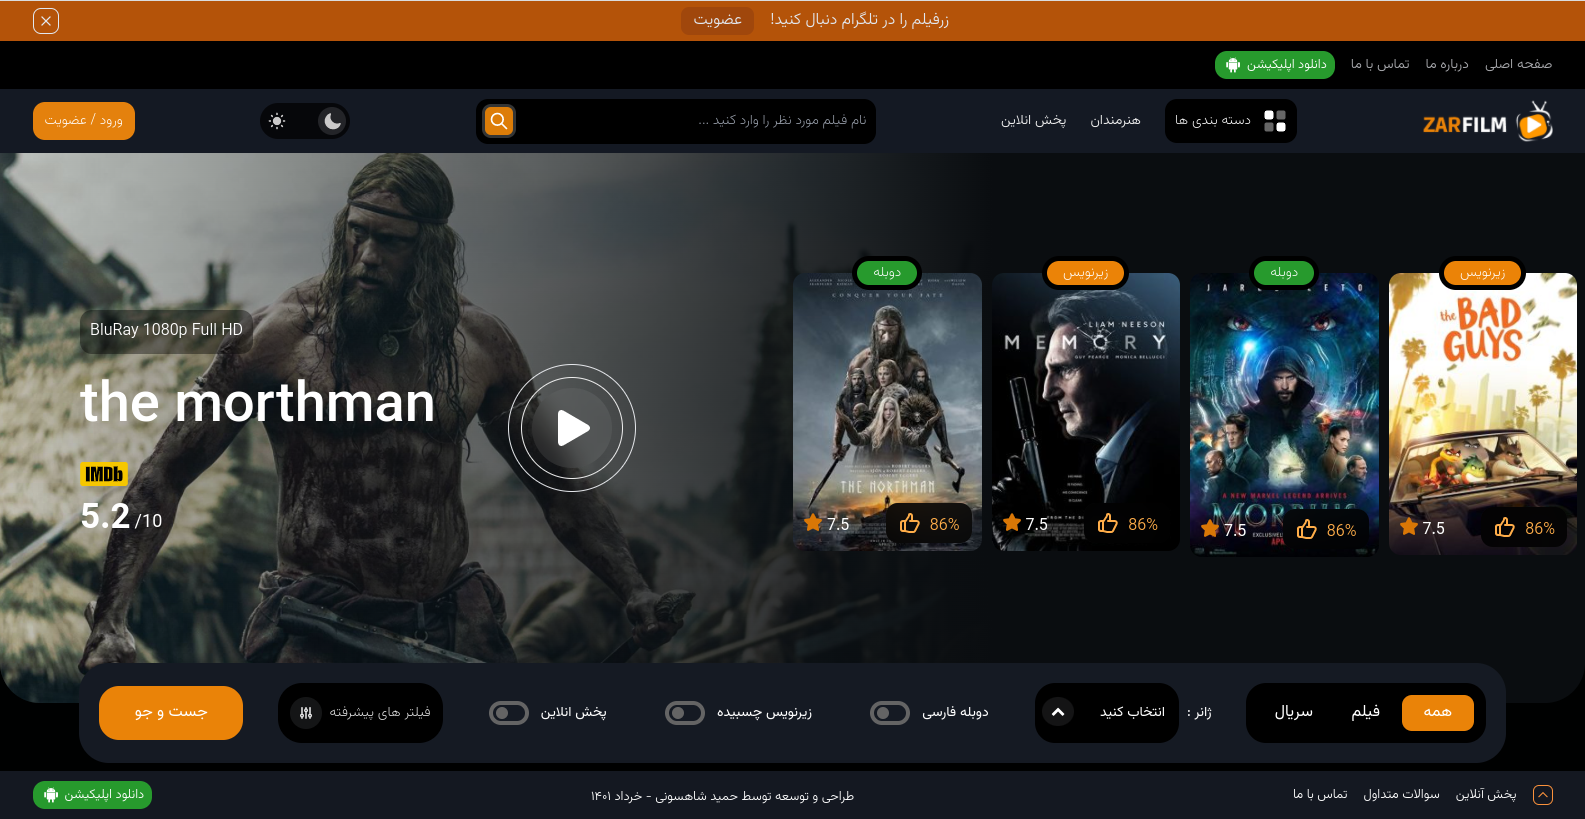 زرفیلم را در تلگرام دنبال کنید!
عضویت
صفحه اصلی
درباره ما
تماس با ما
دانلود اپلیکیشن
ZARFILM
دسته بندی ها
هنرمندان
پخش انلاین
نام فیلم مورد نظر را وارد کنید ...
ورود / عضویت
زیرنویس
دوبله
زیرنویس
دوبله
the
BAD
GUYS
7.5
86%
JARED LETO
A NEW MARVEL LEGEND ARRIVES
MORBIUS
7.5
86%
LIAM NEESON
MEMORY
GUY PEARCE MONICA BELLUCCI
7.5
86%
CONQUER YOUR FATE
THE NORTHMAN
7.5
86%
BluRay 1080p Full HD
the morthman
IMDb
5.2 /10
همه
فیلم
سریال
ژانر :
انتخاب کنید
دوبله فارسی
زیرنویس چسبیده
پخش انلاین
فیلتر های پیشرفته
جست و جو
پخش آنلاین
سوالات متداول
تماس با ما
طراحی و توسعه توسط حمید شاهسونی - خرداد ۱۴۰۱
دانلود اپلیکیشن